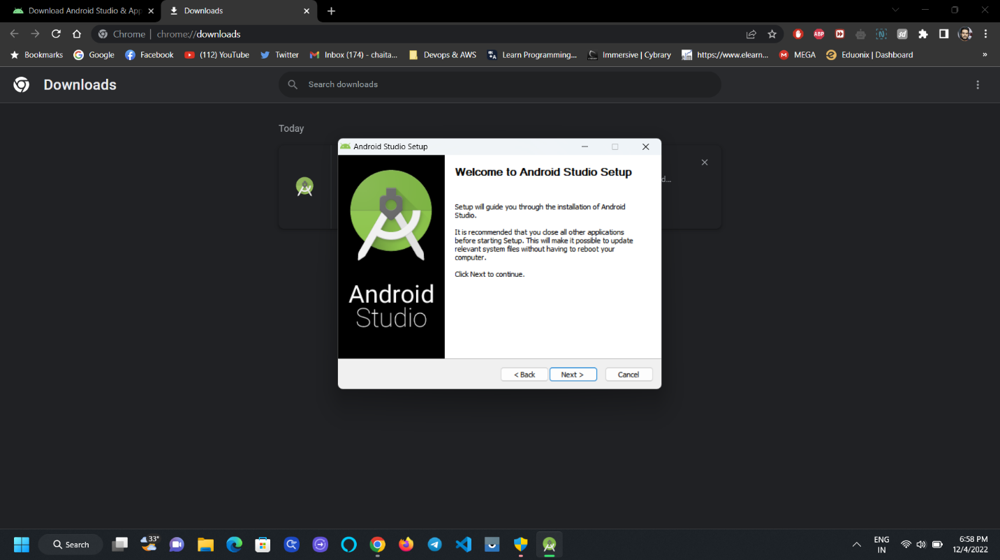 Download Android Studio & App
Downloads
Chrome
chrome://downloads
ABP
N
sd
Bookmarks
Google
Facebook
(112) YouTube
Twitter
Inbox (174) - chaita...
Devops & AWS
Learn Programming...
Immersive | Cybrary
https://www.elearn...
MEGA
Eduonix | Dashboard
»
Downloads
Search downloads
Today
d...
Android Studio Setup
Android
Studio
Welcome to Android Studio Setup
Setup will guide you through the installation of Android
Studio.
It is recommended that you close all other applications
before starting Setup. This will make it possible to update
relevant system files without having to reboot your
computer.
Click Next to continue.
< Back
Next >
Cancel
Search
33°
ENG
IN
6:58 PM
12/4/2022